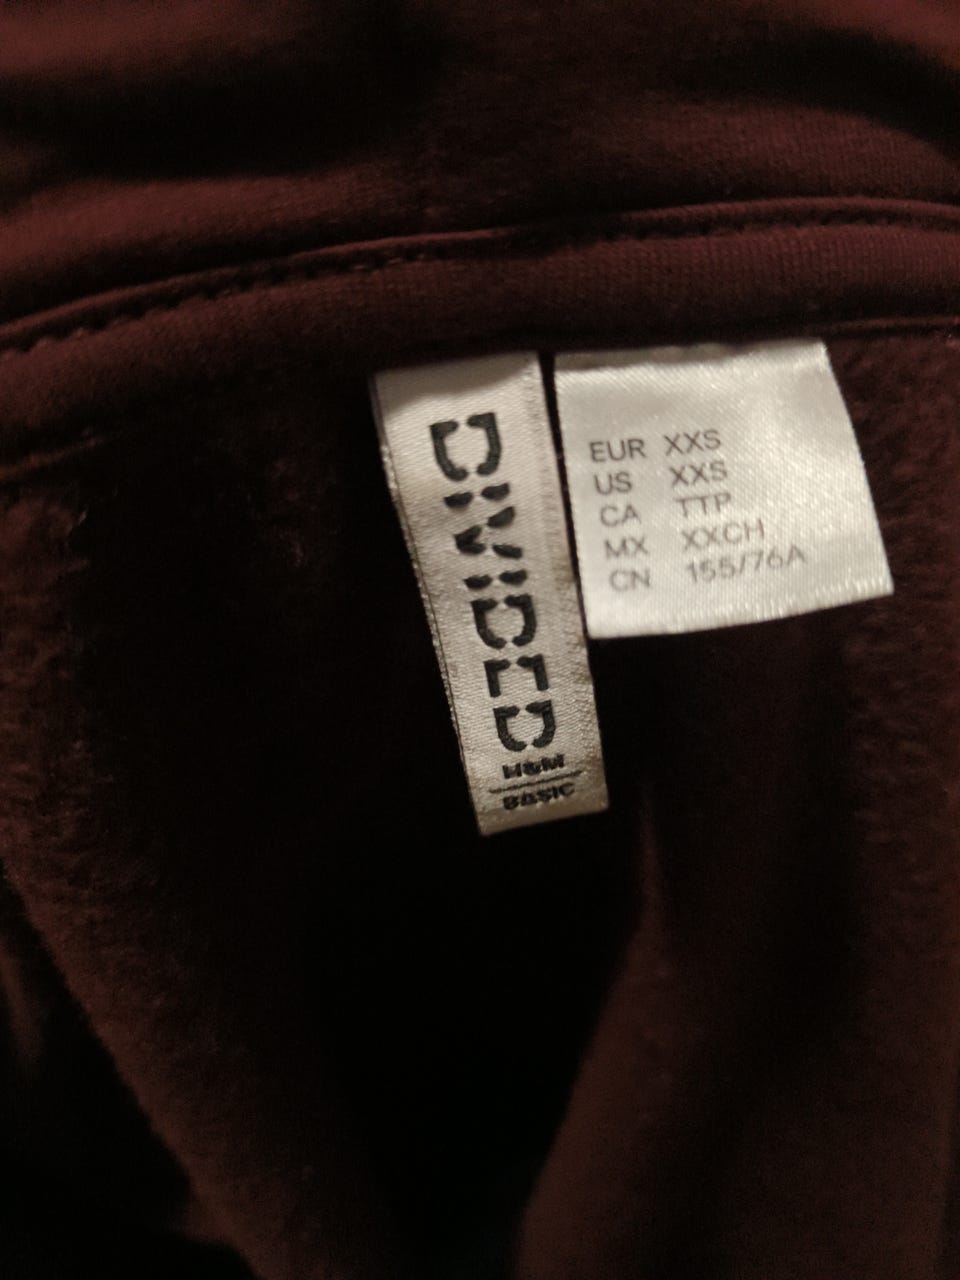 DIVIDED
H&M
BASIC
EUR XXS
US XXS
CA TTP
MX XXCH
CN 155/76A